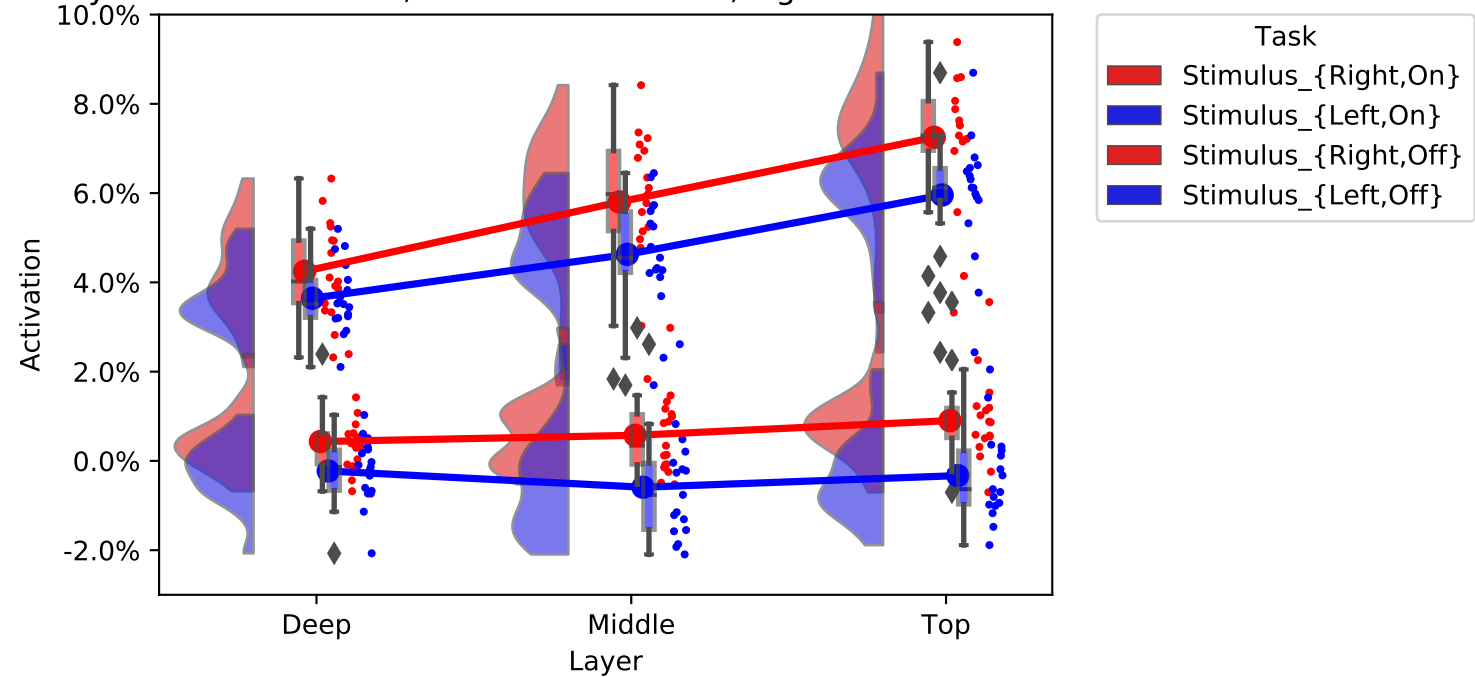 10.0%
8.0%
6.0%
4.0%
2.0%
0.0%
-2.0%
Activation
Deep
Middle
Top
Layer
Task
Stimulus_{Right,On}
Stimulus_{Left,On}
Stimulus_{Right,Off}
Stimulus_{Left,Off}